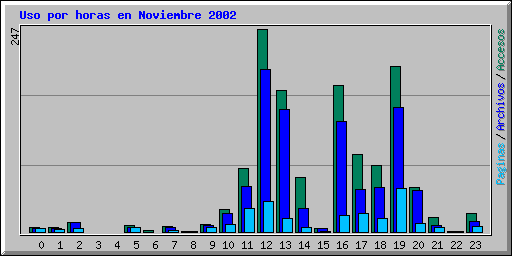 Uso por horas en Noviembre 2002
247
Paginas/Archivos/Accesos
0 1 2 3 4 5 6 7 8 9 10 11 12 13 14 15 16 17 18 19 20 21 22 23